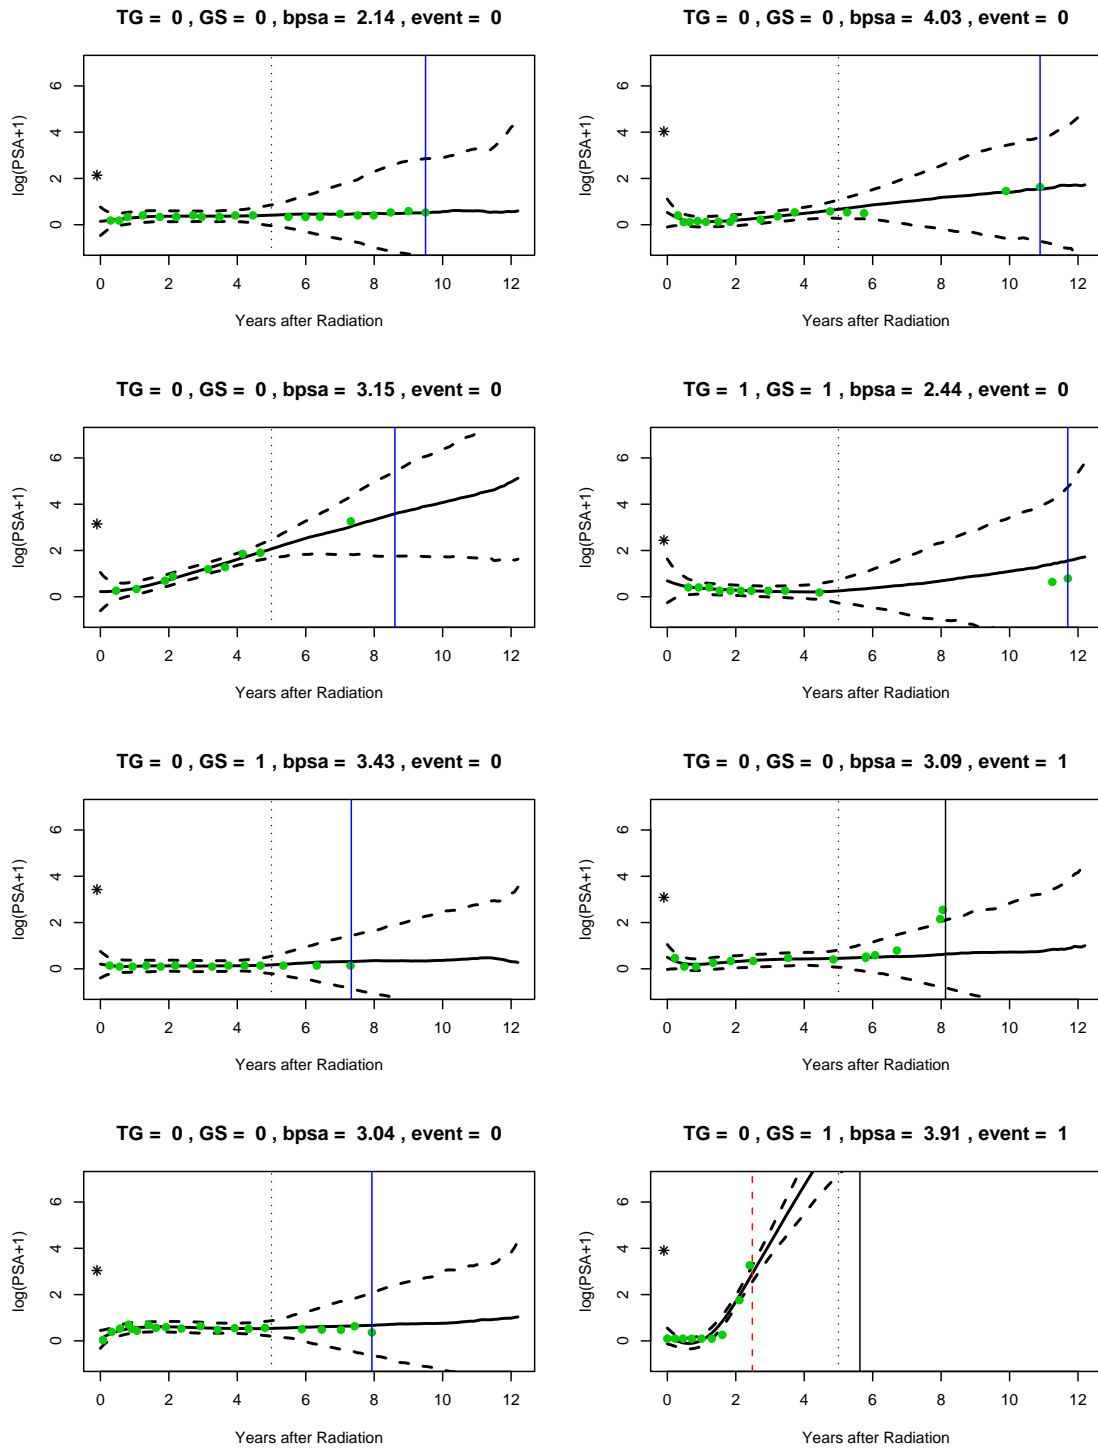 TG = 0 , GS = 0 , bpsa = 2.14 , event = 0
log(PSA+1)
6
4
2
0
0 2 4 6 8 10 12
Years after Radiation
TG = 0 , GS = 0 , bpsa = 4.03 , event = 0
log(PSA+1)
6
4
2
0
0 2 4 6 8 10 12
Years after Radiation
TG = 0 , GS = 0 , bpsa = 3.15 , event = 0
log(PSA+1)
6
4
2
0
0 2 4 6 8 10 12
Years after Radiation
TG = 1 , GS = 1 , bpsa = 2.44 , event = 0
log(PSA+1)
6
4
2
0
0 2 4 6 8 10 12
Years after Radiation
TG = 0 , GS = 1 , bpsa = 3.43 , event = 0
log(PSA+1)
6
4
2
0
0 2 4 6 8 10 12
Years after Radiation
TG = 0 , GS = 0 , bpsa = 3.09 , event = 1
log(PSA+1)
6
4
2
0
0 2 4 6 8 10 12
Years after Radiation
TG = 0 , GS = 0 , bpsa = 3.04 , event = 0
log(PSA+1)
6
4
2
0
0 2 4 6 8 10 12
Years after Radiation
TG = 0 , GS = 1 , bpsa = 3.91 , event = 1
log(PSA+1)
6
4
2
0
0 2 4 6 8 10 12
Years after Radiation